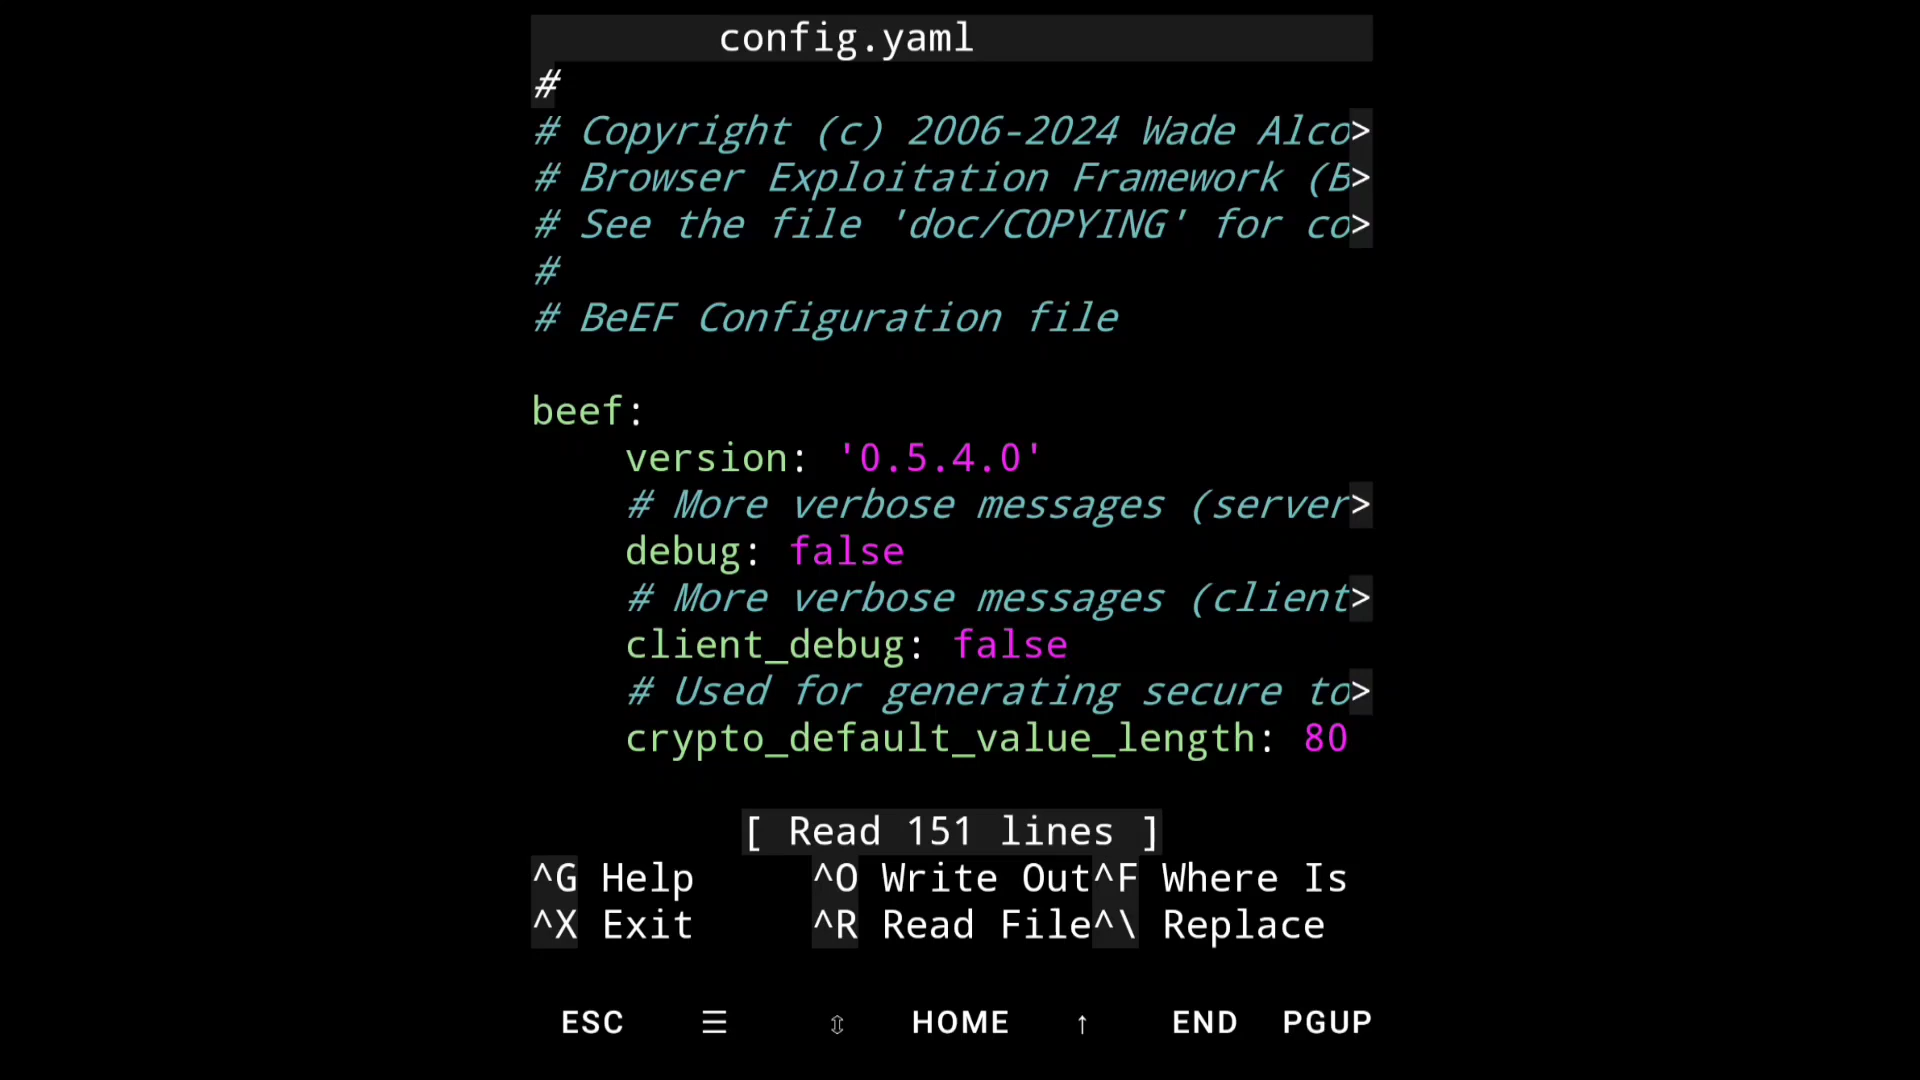 config.yaml
#
# Copyright (c) 2006-2024 Wade Alco>
# Browser Exploitation Framework (B>
# See the file 'doc/COPYING' for co>
#
# BeEF Configuration file
beef:
version: '0.5.4.0'
# More verbose messages (server>
debug: false
# More verbose messages (client>
client_debug: false
# Used for generating secure to>
crypto_default_value_length: 80
[ Read 151 lines ]
^G Help ^O Write Out ^F Where Is
^X Exit ^R Read File ^\ Replace
ESC ☰ ⇳ HOME ↑ END PGUP